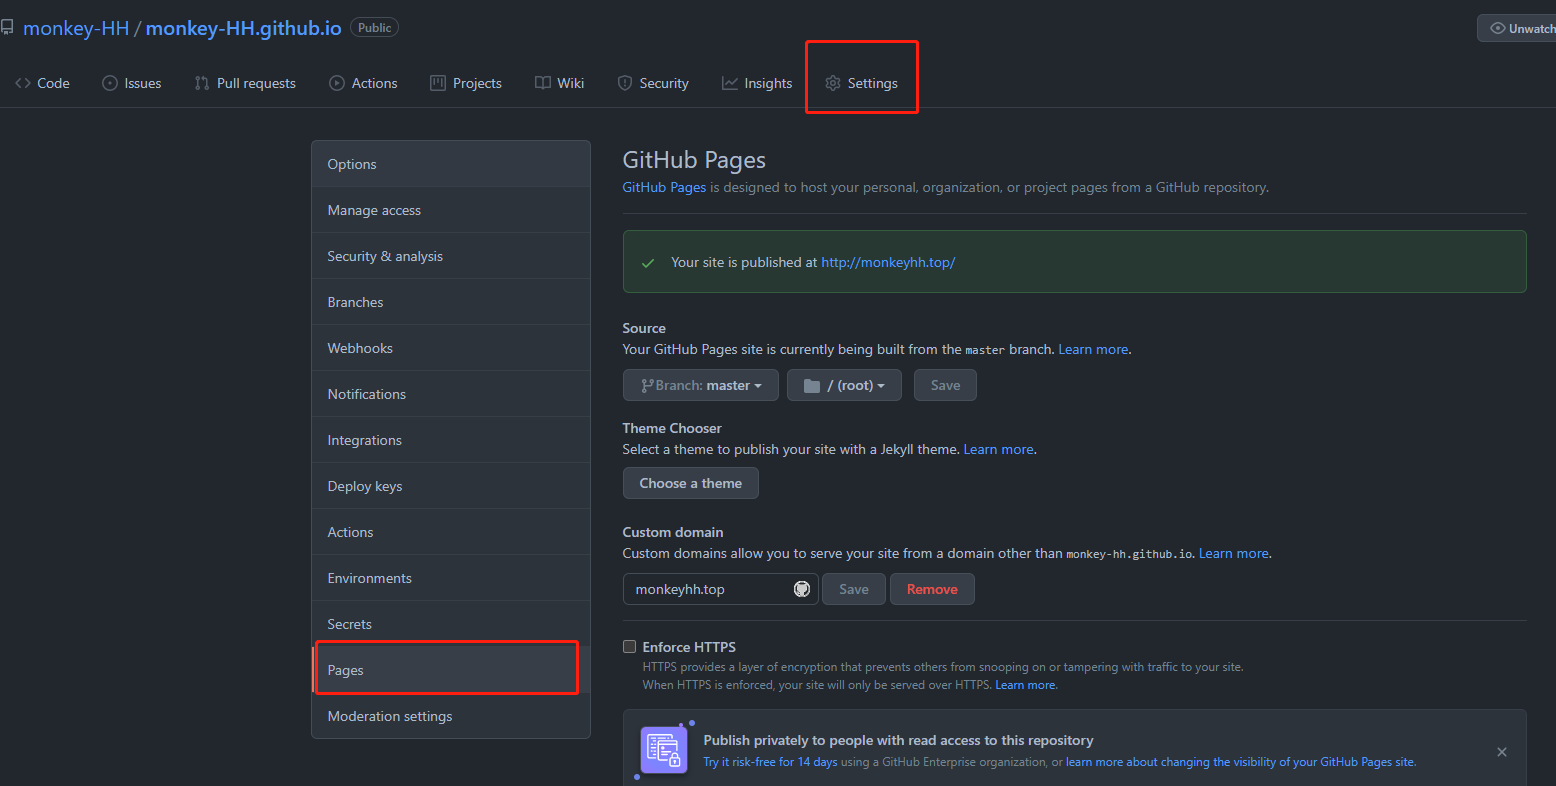 monkey-HH / monkey-HH.github.io Public
Unwatch
Code Issues Pull requests Actions Projects Wiki Security Insights Settings
Options
Manage access
Security & analysis
Branches
Webhooks
Notifications
Integrations
Deploy keys
Actions
Environments
Secrets
Pages
Moderation settings
GitHub Pages
GitHub Pages is designed to host your personal, organization, or project pages from a GitHub repository.
Your site is published at http://monkeyhh.top/
Source
Your GitHub Pages site is currently being built from the master branch. Learn more.
Branch: master / (root) Save
Theme Chooser
Select a theme to publish your site with a Jekyll theme. Learn more.
Choose a theme
Custom domain
Custom domains allow you to serve your site from a domain other than monkey-hh.github.io. Learn more.
monkeyhh.top Save Remove
Enforce HTTPS
HTTPS provides a layer of encryption that prevents others from snooping on or tampering with traffic to your site.
When HTTPS is enforced, your site will only be served over HTTPS. Learn more.
Publish privately to people with read access to this repository
Try it risk-free for 14 days using a GitHub Enterprise organization, or learn more about changing the visibility of your GitHub Pages site.